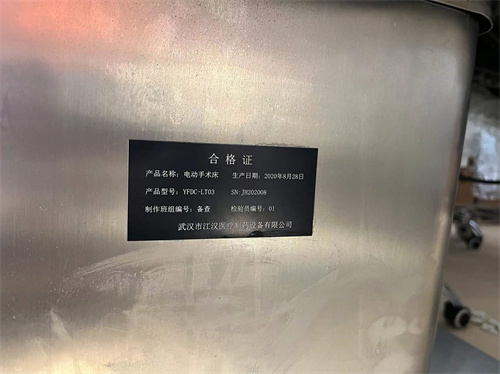 合格证
产品名称：电动手术床 生产日期：2020年8月28日
产品型号：YFDC-LT03 SN:JH202008
制作班组编号：备查 检验员编号：01
武汉市江汉医疗制药设备有限公司